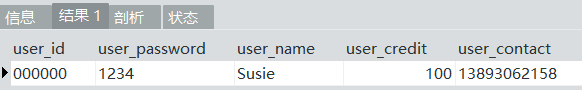 信息 结果 1 剖析 状态
user_id user_password user_name user_credit user_contact
000000 1234 Susie 100 13893062158